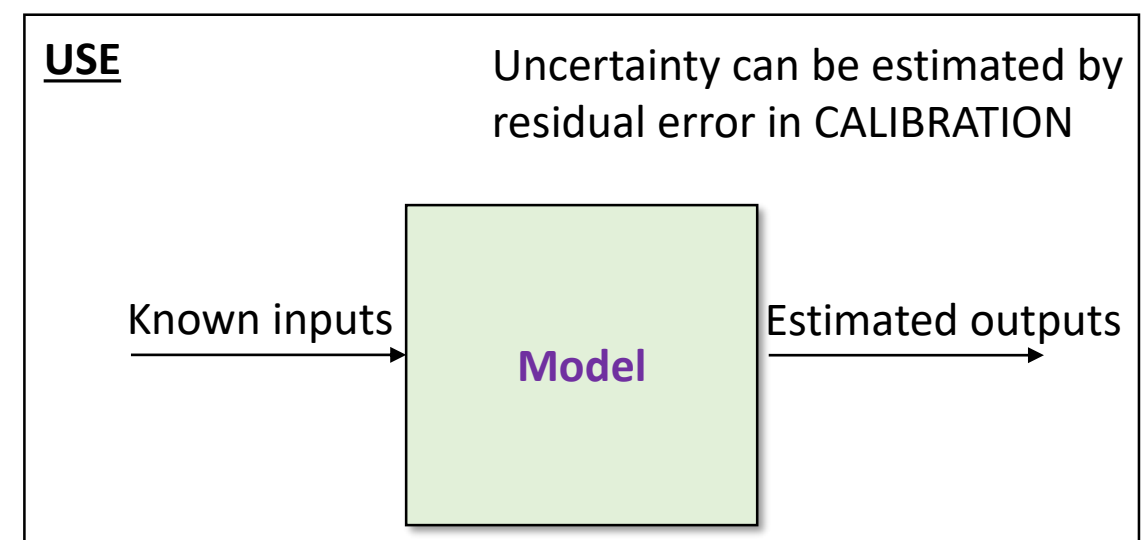 USE
Uncertainty can be estimated by
residual error in CALIBRATION
Known inputs
Model
Estimated outputs